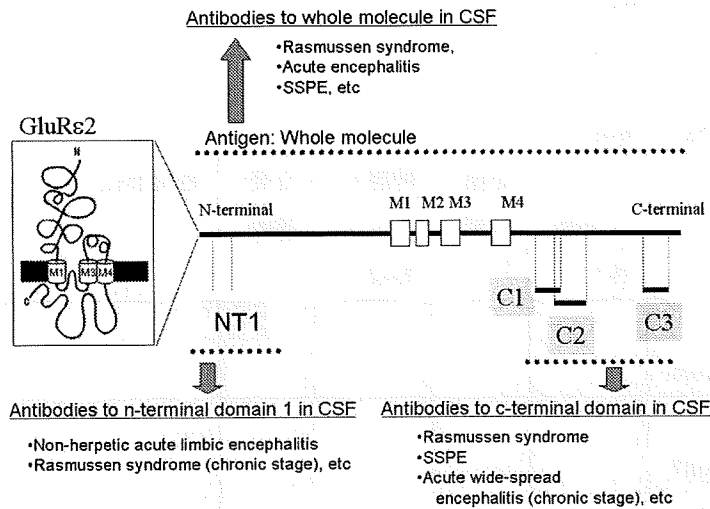 Antibodies to whole molecule in CSF
•Rasmussen syndrome,
•Acute encephalitis
•SSPE, etc
GluRε2
Antigen: Whole molecule
N
M1 M3 M4
C
N-terminal
M1 M2 M3 M4
C-terminal
NT1
C1
C2
C3
Antibodies to n-terminal domain 1 in CSF
•Non-herpetic acute limbic encephalitis
•Rasmussen syndrome (chronic stage), etc
Antibodies to c-terminal domain in CSF
•Rasmussen syndrome
•SSPE
•Acute wide-spread
encephalitis (chronic stage), etc